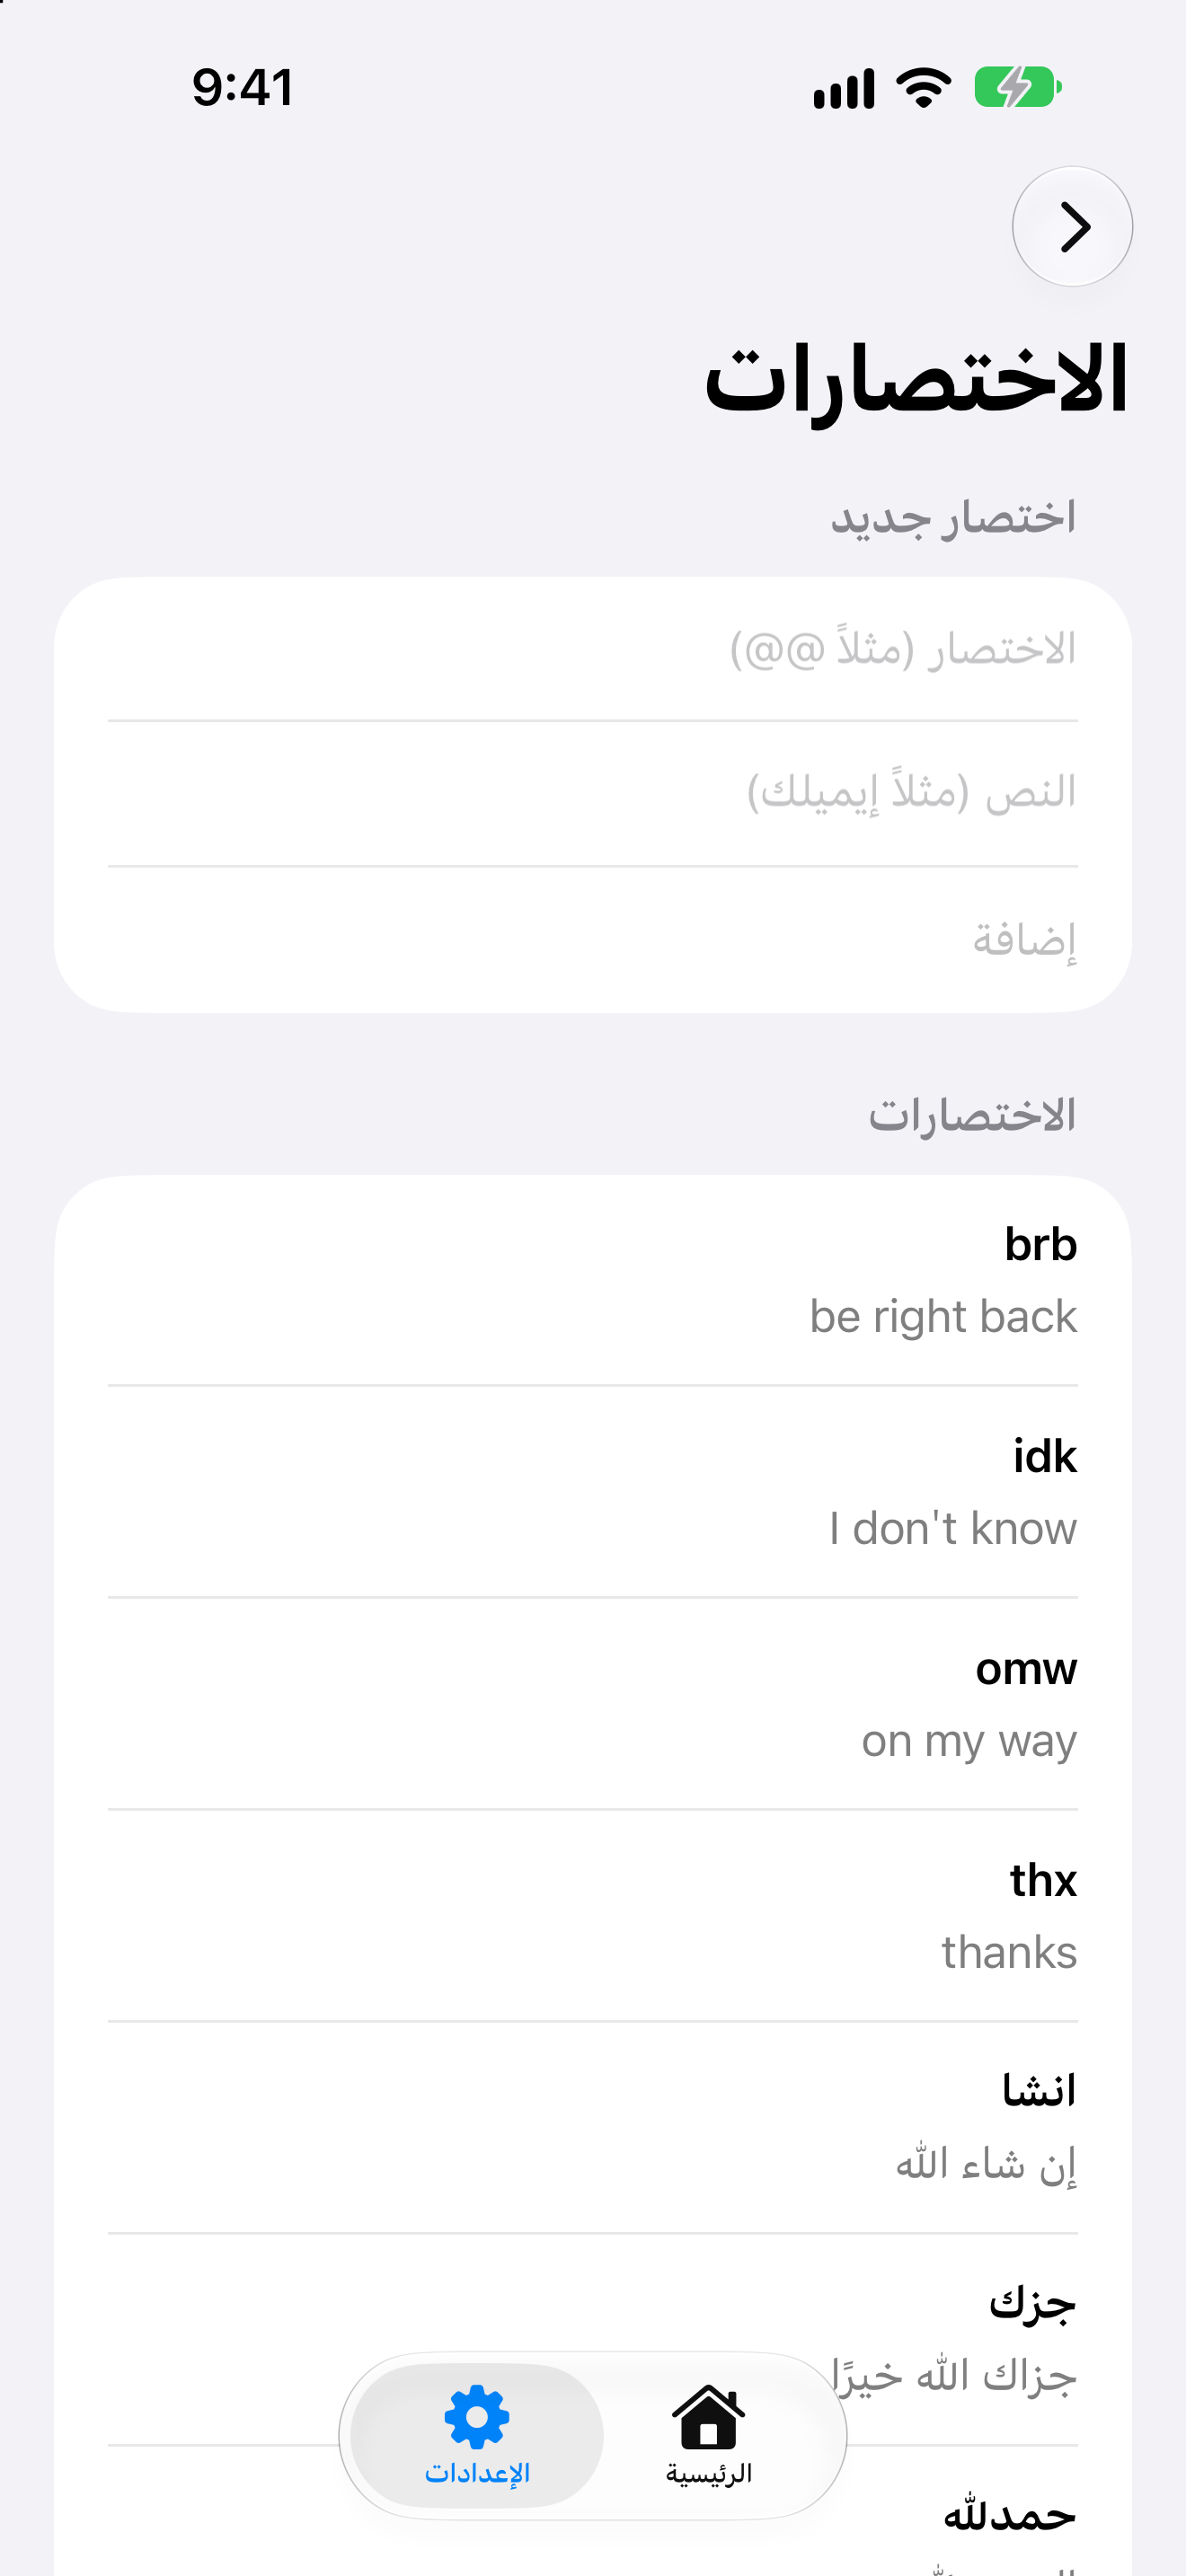 9:41
الاختصارات
اختصار جديد
الاختصار (مثلاً @@)
النص (مثلاً إيميلك)
إضافة
الاختصارات
brb
be right back
idk
I don't know
omw
on my way
thx
thanks
انشا
إن شاء الله
جزك
جزاك الله خيرًا
حمدلله
الرئيسية
الإعدادات